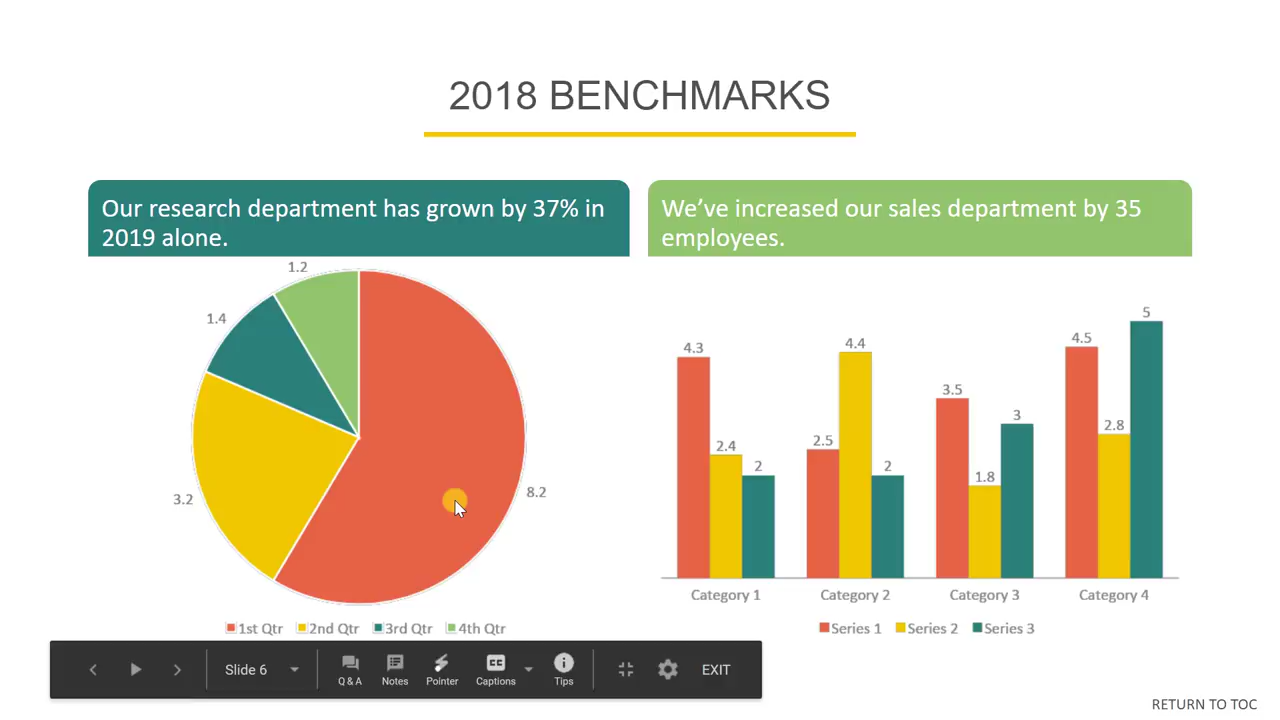 2018 BENCHMARKS
Our research department has grown by 37% in
2019 alone.
1.2
1.4
3.2
8.2
1st Qtr 2nd Qtr 3rd Qtr 4th Qtr
We’ve increased our sales department by 35
employees.
4.3
2.4
2
2.5
4.4
2
3.5
1.8
3
4.5
2.8
5
Category 1 Category 2 Category 3 Category 4
Series 1 Series 2 Series 3
Slide 6
Q & A
Notes
Pointer
CC
Captions
Tips
EXIT
RETURN TO TOC